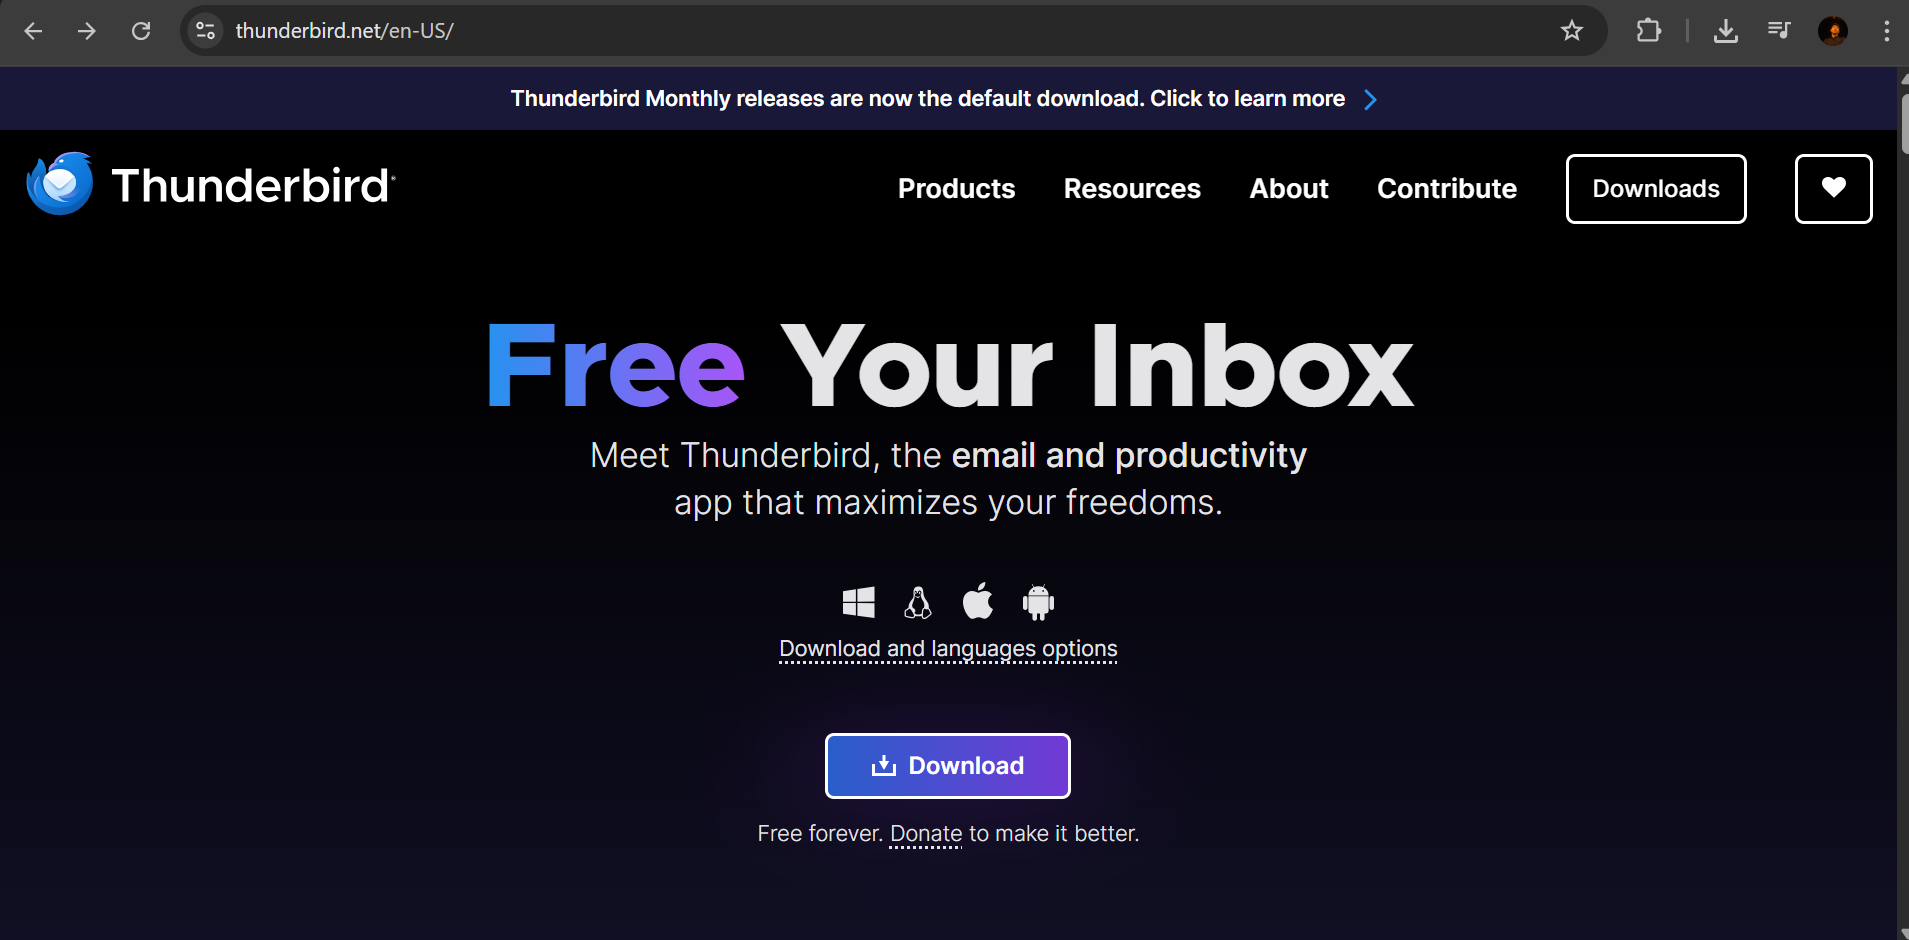 thunderbird.net/en-US/
Thunderbird Monthly releases are now the default download. Click to learn more
Thunderbird
Products
Resources
About
Contribute
Downloads
Free Your Inbox
Meet Thunderbird, the email and productivity
app that maximizes your freedoms.
Download and languages options
Download
Free forever. Donate to make it better.